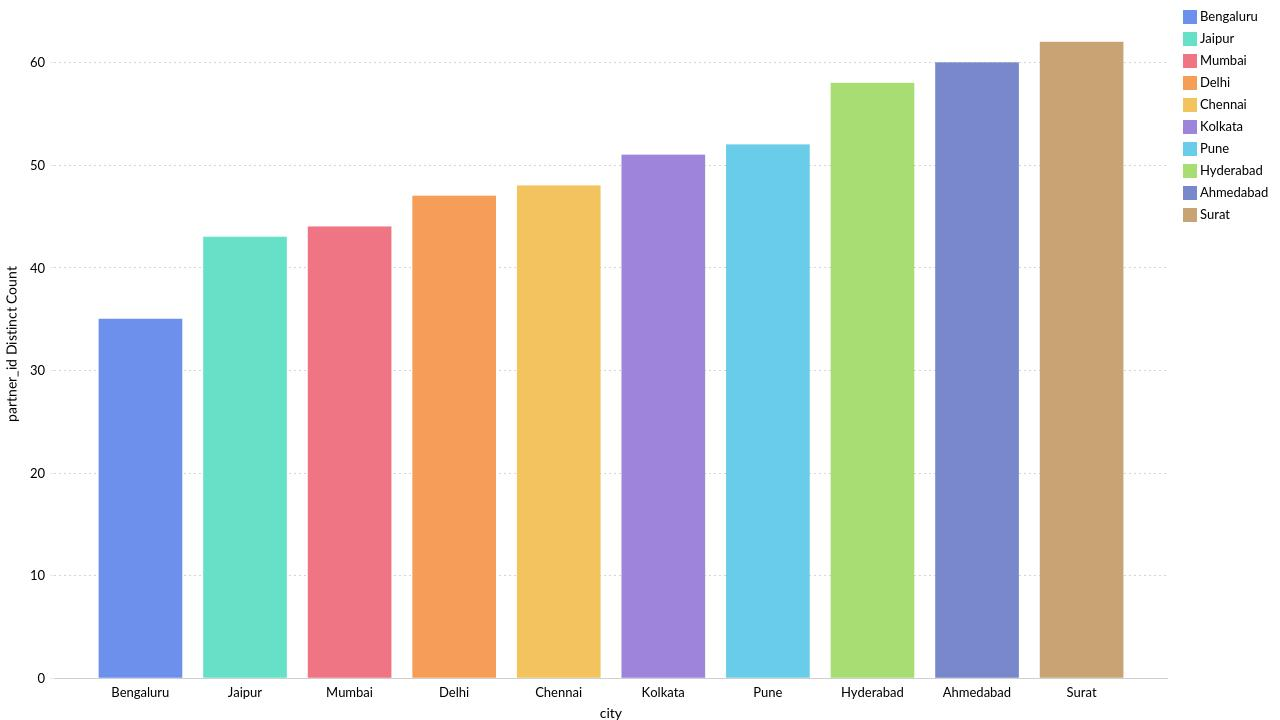 Bengaluru
Jaipur
Mumbai
Delhi
Chennai
Kolkata
Pune
Hyderabad
Ahmedabad
Surat
partner_id Distinct Count
60
50
40
30
20
10
0
Bengaluru Jaipur Mumbai Delhi Chennai Kolkata Pune Hyderabad Ahmedabad Surat
city